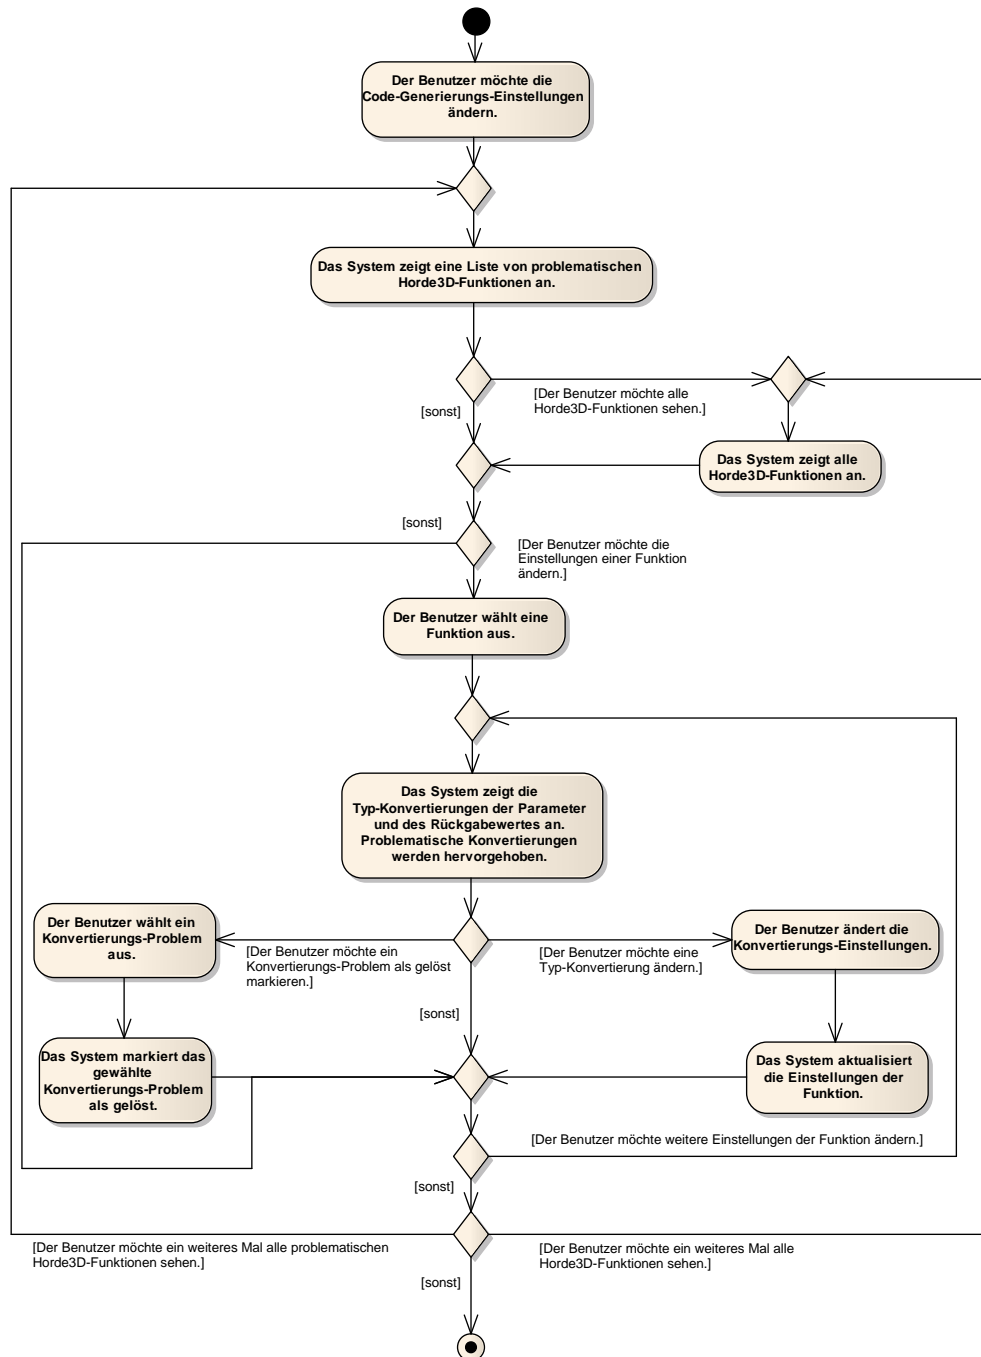 Der Benutzer möchte die
Code-Generierungs-Einstellungen
ändern.
Das System zeigt eine Liste von problematischen
Horde3D-Funktionen an.
[Der Benutzer möchte alle
Horde3D-Funktionen sehen.]
[sonst]
Das System zeigt alle
Horde3D-Funktionen an.
[sonst]
[Der Benutzer möchte die
Einstellungen einer Funktion
ändern.]
Der Benutzer wählt eine
Funktion aus.
Das System zeigt die
Typ-Konvertierungen der Parameter
und des Rückgabewertes an.
Problematische Konvertierungen
werden hervorgehoben.
Der Benutzer wählt ein
Konvertierungs-Problem
aus.
[Der Benutzer möchte ein
Konvertierungs-Problem als gelöst
markieren.]
[Der Benutzer möchte eine
Typ-Konvertierung ändern.]
Der Benutzer ändert die
Konvertierungs-Einstellungen.
[sonst]
Das System markiert das
gewählte
Konvertierungs-Problem
als gelöst.
Das System aktualisiert
die Einstellungen der
Funktion.
[Der Benutzer möchte weitere Einstellungen der Funktion ändern.]
[sonst]
[Der Benutzer möchte ein weiteres Mal alle problematischen
Horde3D-Funktionen sehen.]
[Der Benutzer möchte ein weiteres Mal alle
Horde3D-Funktionen sehen.]
[sonst]